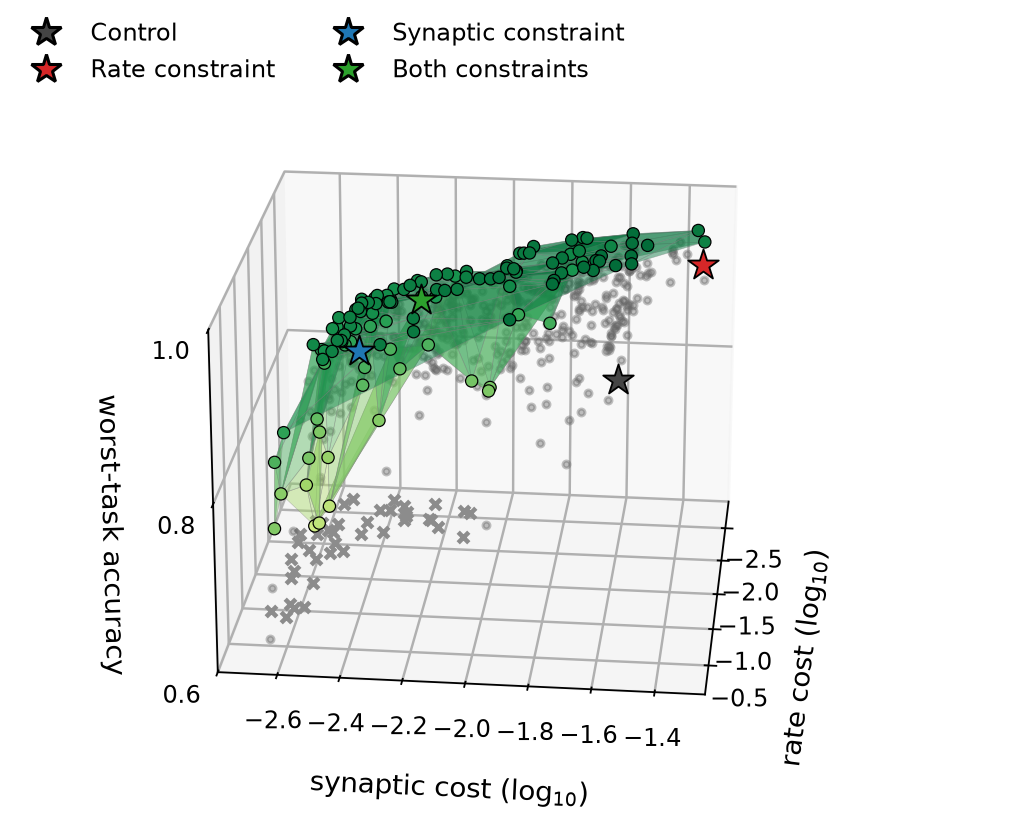 Control
Synaptic constraint
Rate constraint
Both constraints
1.0
0.8
0.6
worst-task accuracy
−2.6
−2.4
−2.2
−2.0
−1.8
−1.6
−1.4
synaptic cost (log₁₀)
−2.5
−2.0
−1.5
−1.0
−0.5
rate cost (log₁₀)